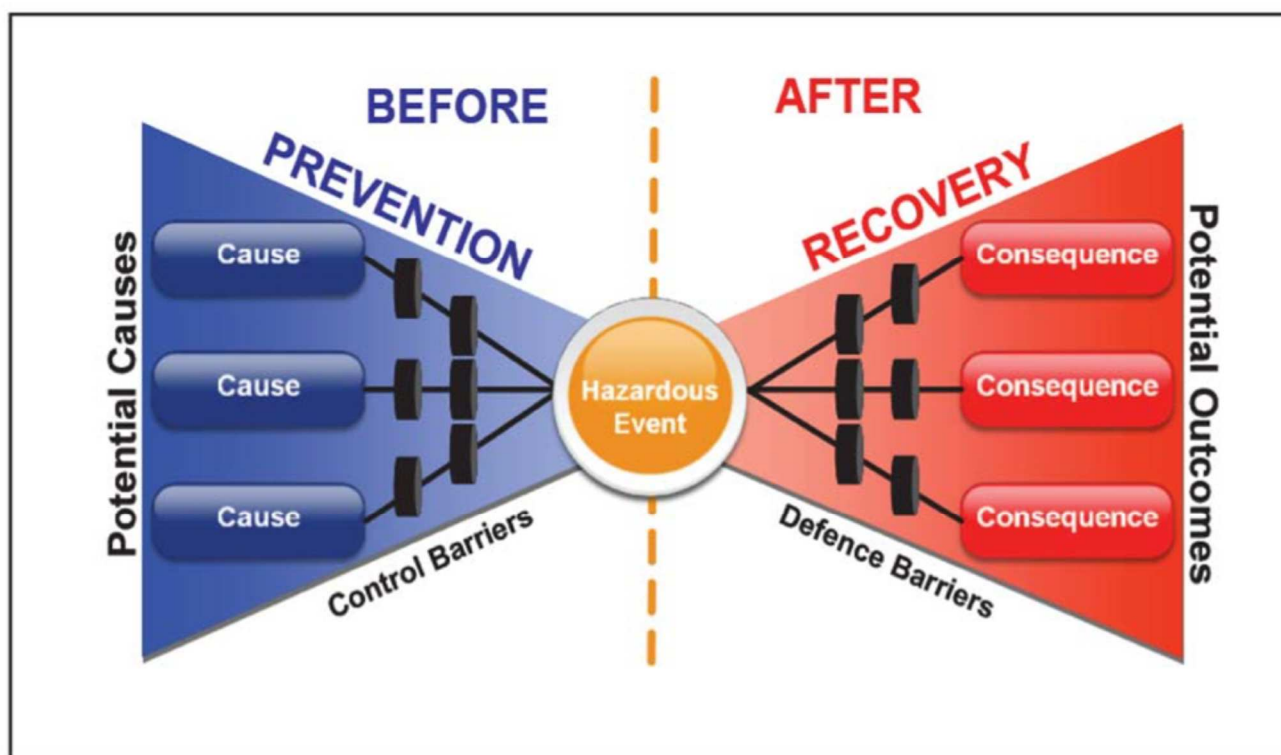 BEFORE
AFTER
PREVENTION
RECOVERY
Potential Causes
Cause
Cause
Cause
Control Barriers
Hazardous
Event
Defence Barriers
Consequence
Consequence
Consequence
Potential Outcomes